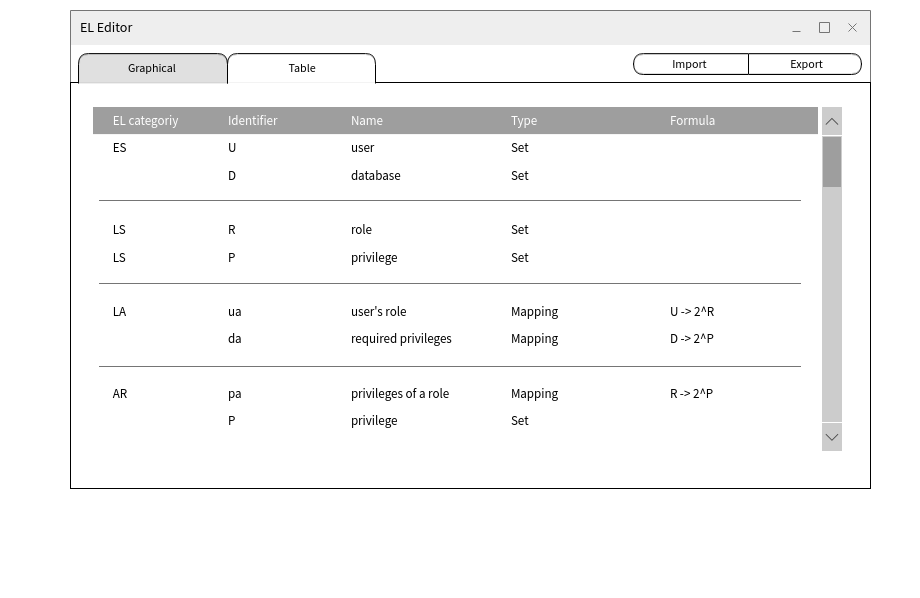 EL Editor
Graphical Table Import Export
EL categoriy Identifier Name Type Formula
ES U user Set
D database Set
LS R role Set
LS P privilege Set
LA ua user's role Mapping U -> 2^R
da required privileges Mapping D -> 2^P
AR pa privileges of a role Mapping R -> 2^P
P privilege Set